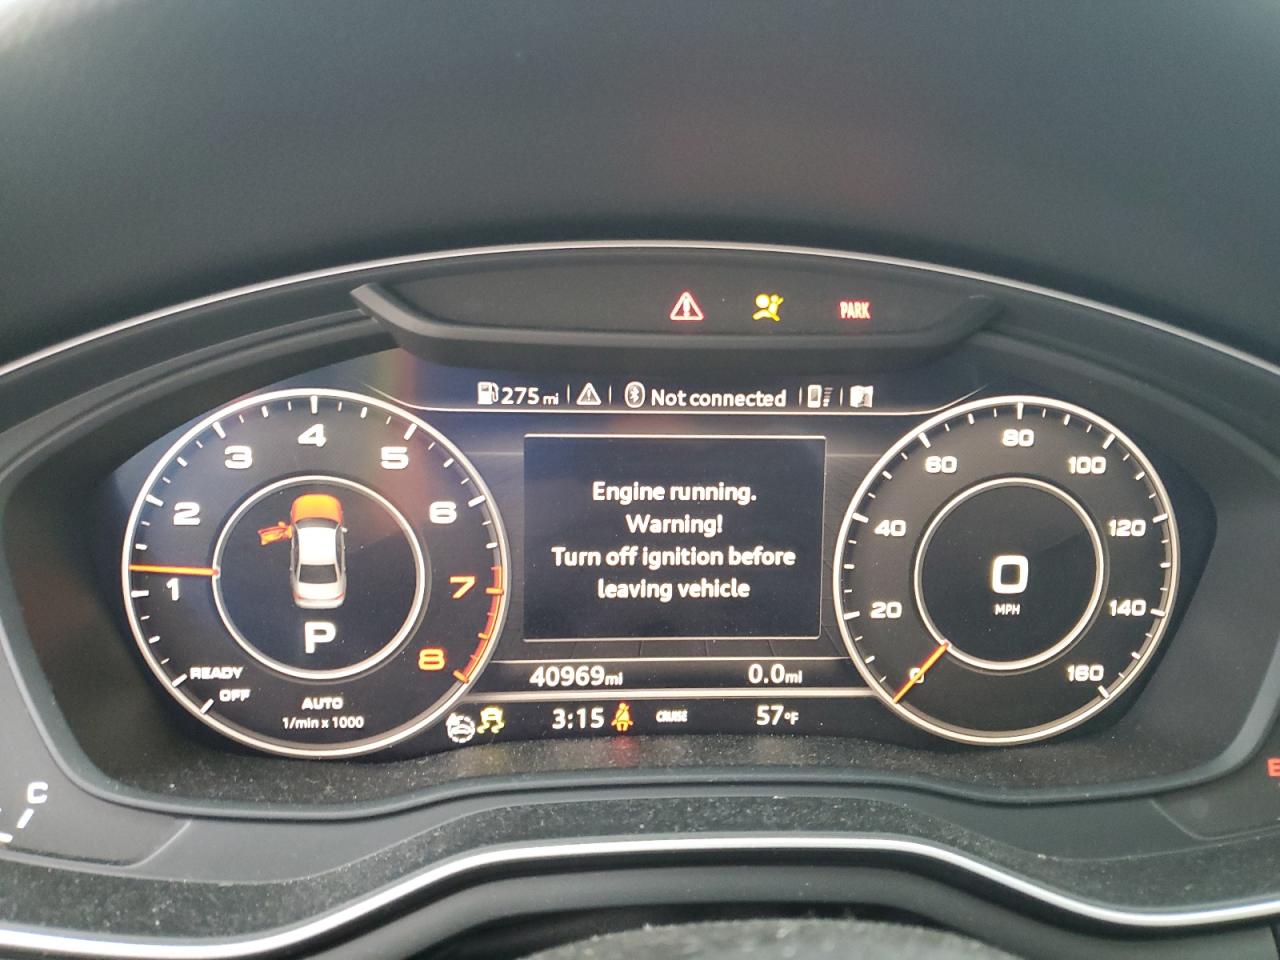 PARK
275 mi
Not connected
Engine running.
Warning!
Turn off ignition before
leaving vehicle
1
2
3
4
5
6
7
8
P
READY
OFF
AUTO
1/min x 1000
0
20
40
60
80
100
120
140
160
0
MPH
40969mi
0.0mi
3:15
CRUISE
57°F
C